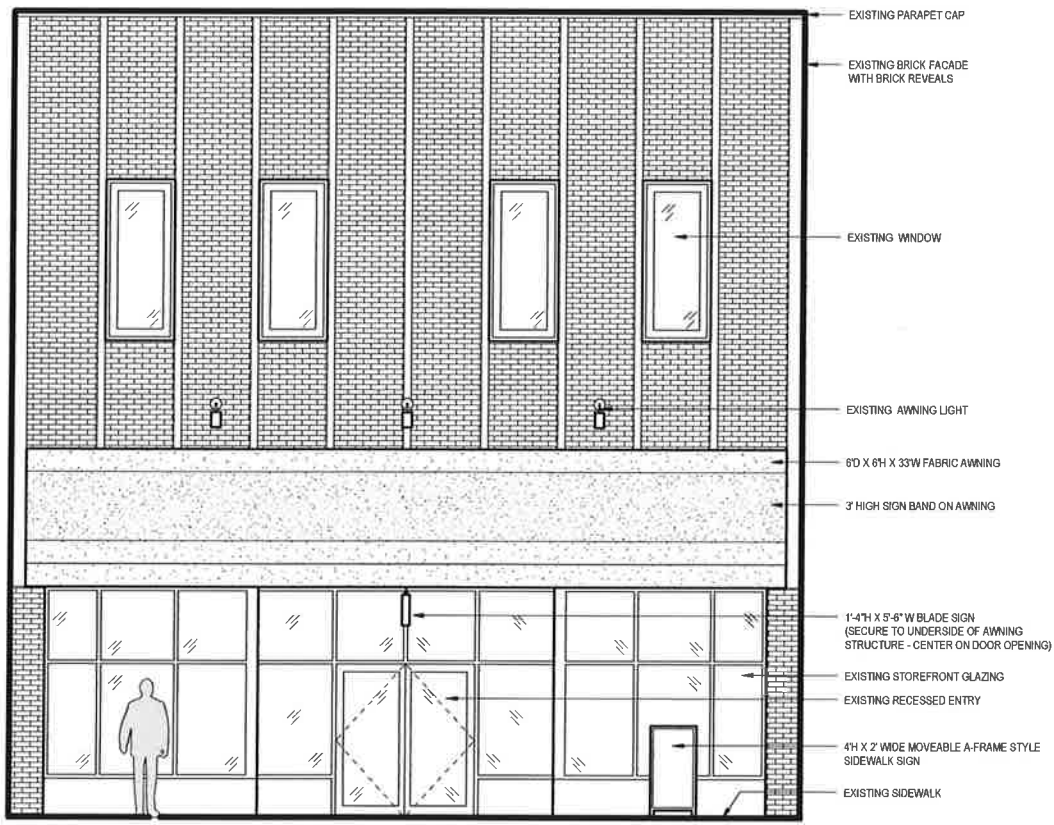 EXISTING PARAPET CAP
EXISTING BRICK FACADE
WITH BRICK REVEALS
EXISTING WINDOW
EXISTING AWNING LIGHT
6'D X 6'H X 33'W FABRIC AWNING
3' HIGH SIGN BAND ON AWNING
1'-4"H X 5'-6" W BLADE SIGN
(SECURE TO UNDERSIDE OF AWNING
STRUCTURE - CENTER ON DOOR OPENING)
EXISTING STOREFRONT GLAZING
EXISTING RECESSED ENTRY
4'H X 2' WIDE MOVEABLE A-FRAME STYLE
SIDEWALK SIGN
EXISTING SIDEWALK